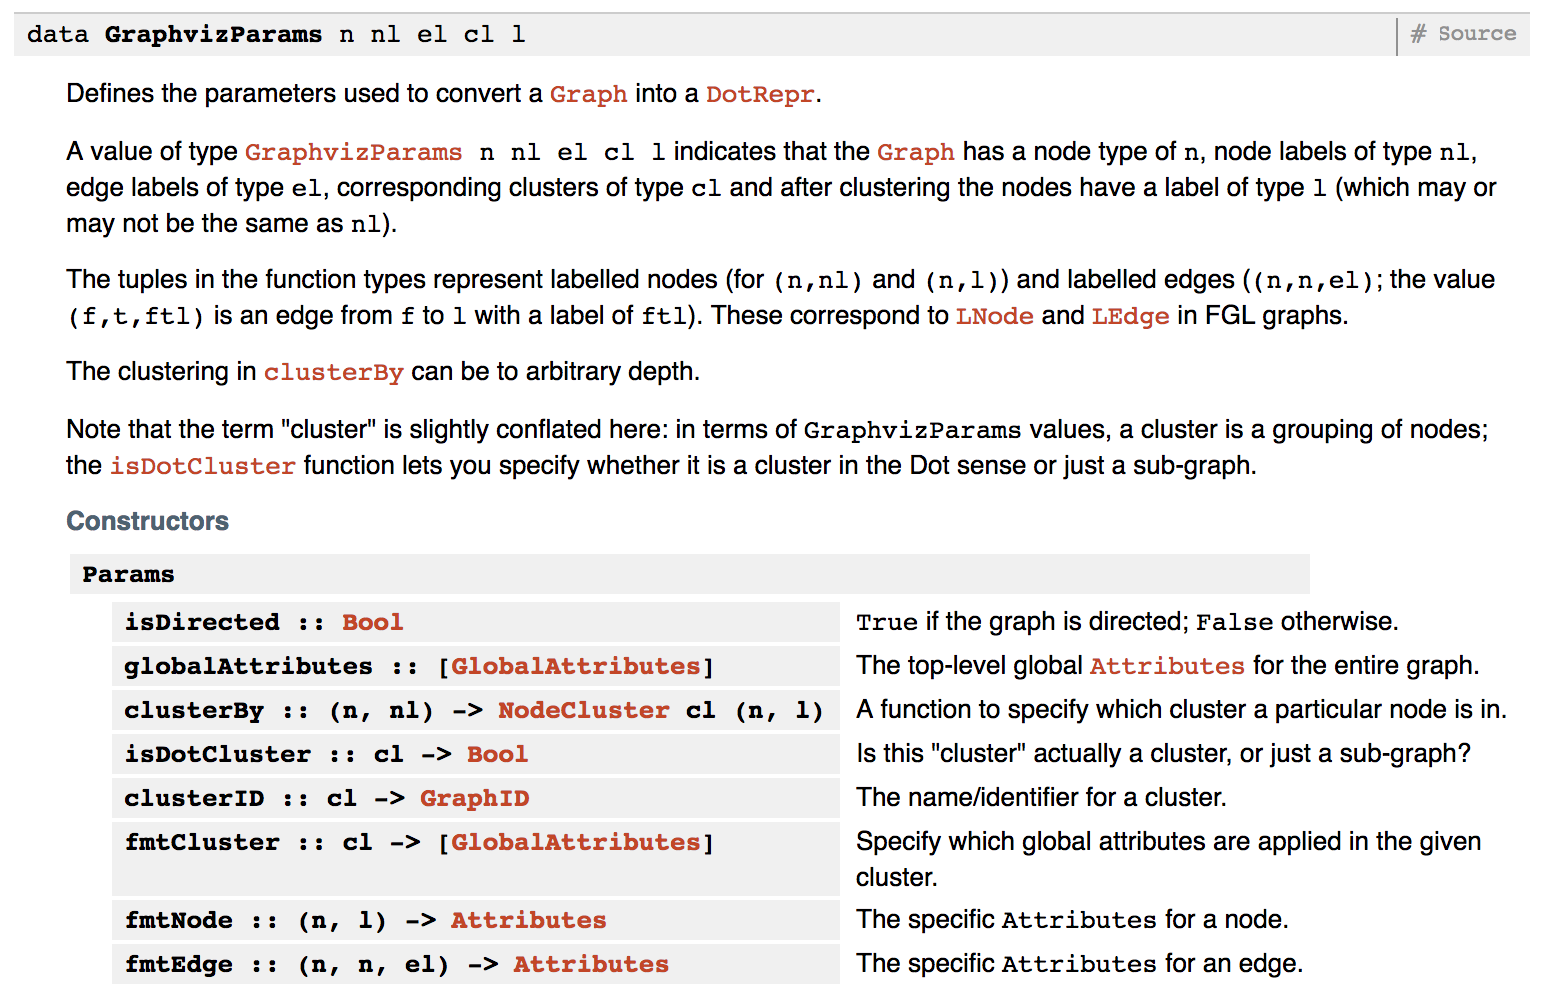 data GraphvizParams n nl el cl l # Source
Defines the parameters used to convert a Graph into a DotRepr.
A value of type GraphvizParams n nl el cl l indicates that the Graph has a node type of n, node labels of type nl,
edge labels of type el, corresponding clusters of type cl and after clustering the nodes have a label of type l (which may or
may not be the same as nl).
The tuples in the function types represent labelled nodes (for (n,nl) and (n,l)) and labelled edges ((n,n,el); the value
(f,t,ftl) is an edge from f to l with a label of ftl). These correspond to LNode and LEdge in FGL graphs.
The clustering in clusterBy can be to arbitrary depth.
Note that the term "cluster" is slightly conflated here: in terms of GraphvizParams values, a cluster is a grouping of nodes;
the isDotCluster function lets you specify whether it is a cluster in the Dot sense or just a sub-graph.
Constructors
Params
isDirected :: Bool True if the graph is directed; False otherwise.
globalAttributes :: [GlobalAttributes] The top-level global Attributes for the entire graph.
clusterBy :: (n, nl) -> NodeCluster cl (n, l) A function to specify which cluster a particular node is in.
isDotCluster :: cl -> Bool Is this "cluster" actually a cluster, or just a sub-graph?
clusterID :: cl -> GraphID The name/identifier for a cluster.
fmtCluster :: cl -> [GlobalAttributes] Specify which global attributes are applied in the given
cluster.
fmtNode :: (n, l) -> Attributes The specific Attributes for a node.
fmtEdge :: (n, n, el) -> Attributes The specific Attributes for an edge.